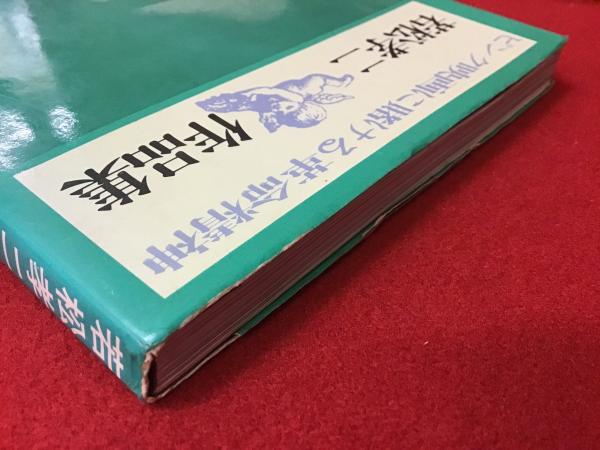 ピンク映画に賭ける革命精神
若松孝二
作品集
若松孝二